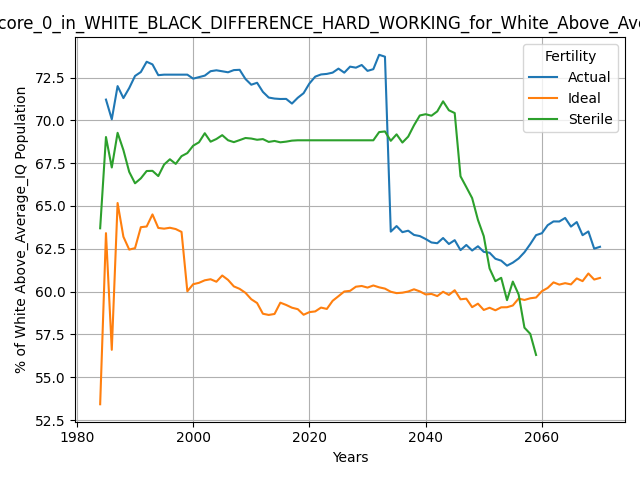 core_0_in_WHITE_BLACK_DIFFERENCE_HARD_WORKING_for_White_Above_Av
Fertility
Actual
Ideal
Sterile
% of White Above_Average_IQ Population
72.5
70.0
67.5
65.0
62.5
60.0
57.5
55.0
52.5
1980
2000
2020
2040
2060
Years